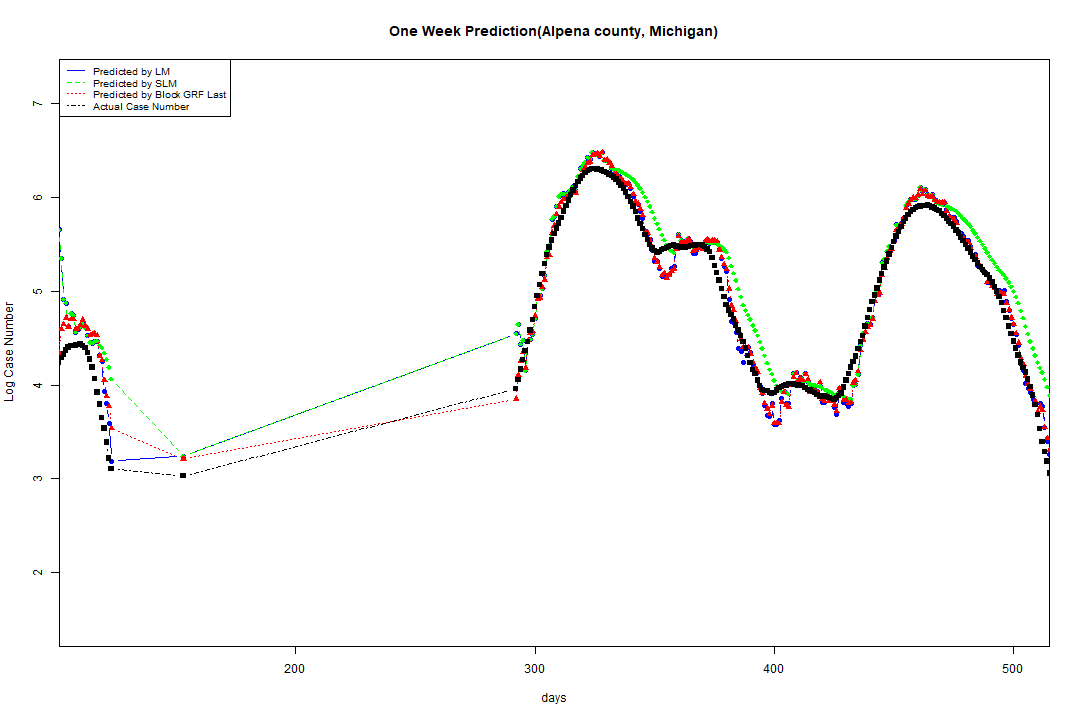 One Week Prediction(Alpena county, Michigan)
Predicted by LM
Predicted by SLM
Predicted by Block GRF Last
Actual Case Number
Log Case Number
7
6
5
4
3
2
200
300
400
500
days